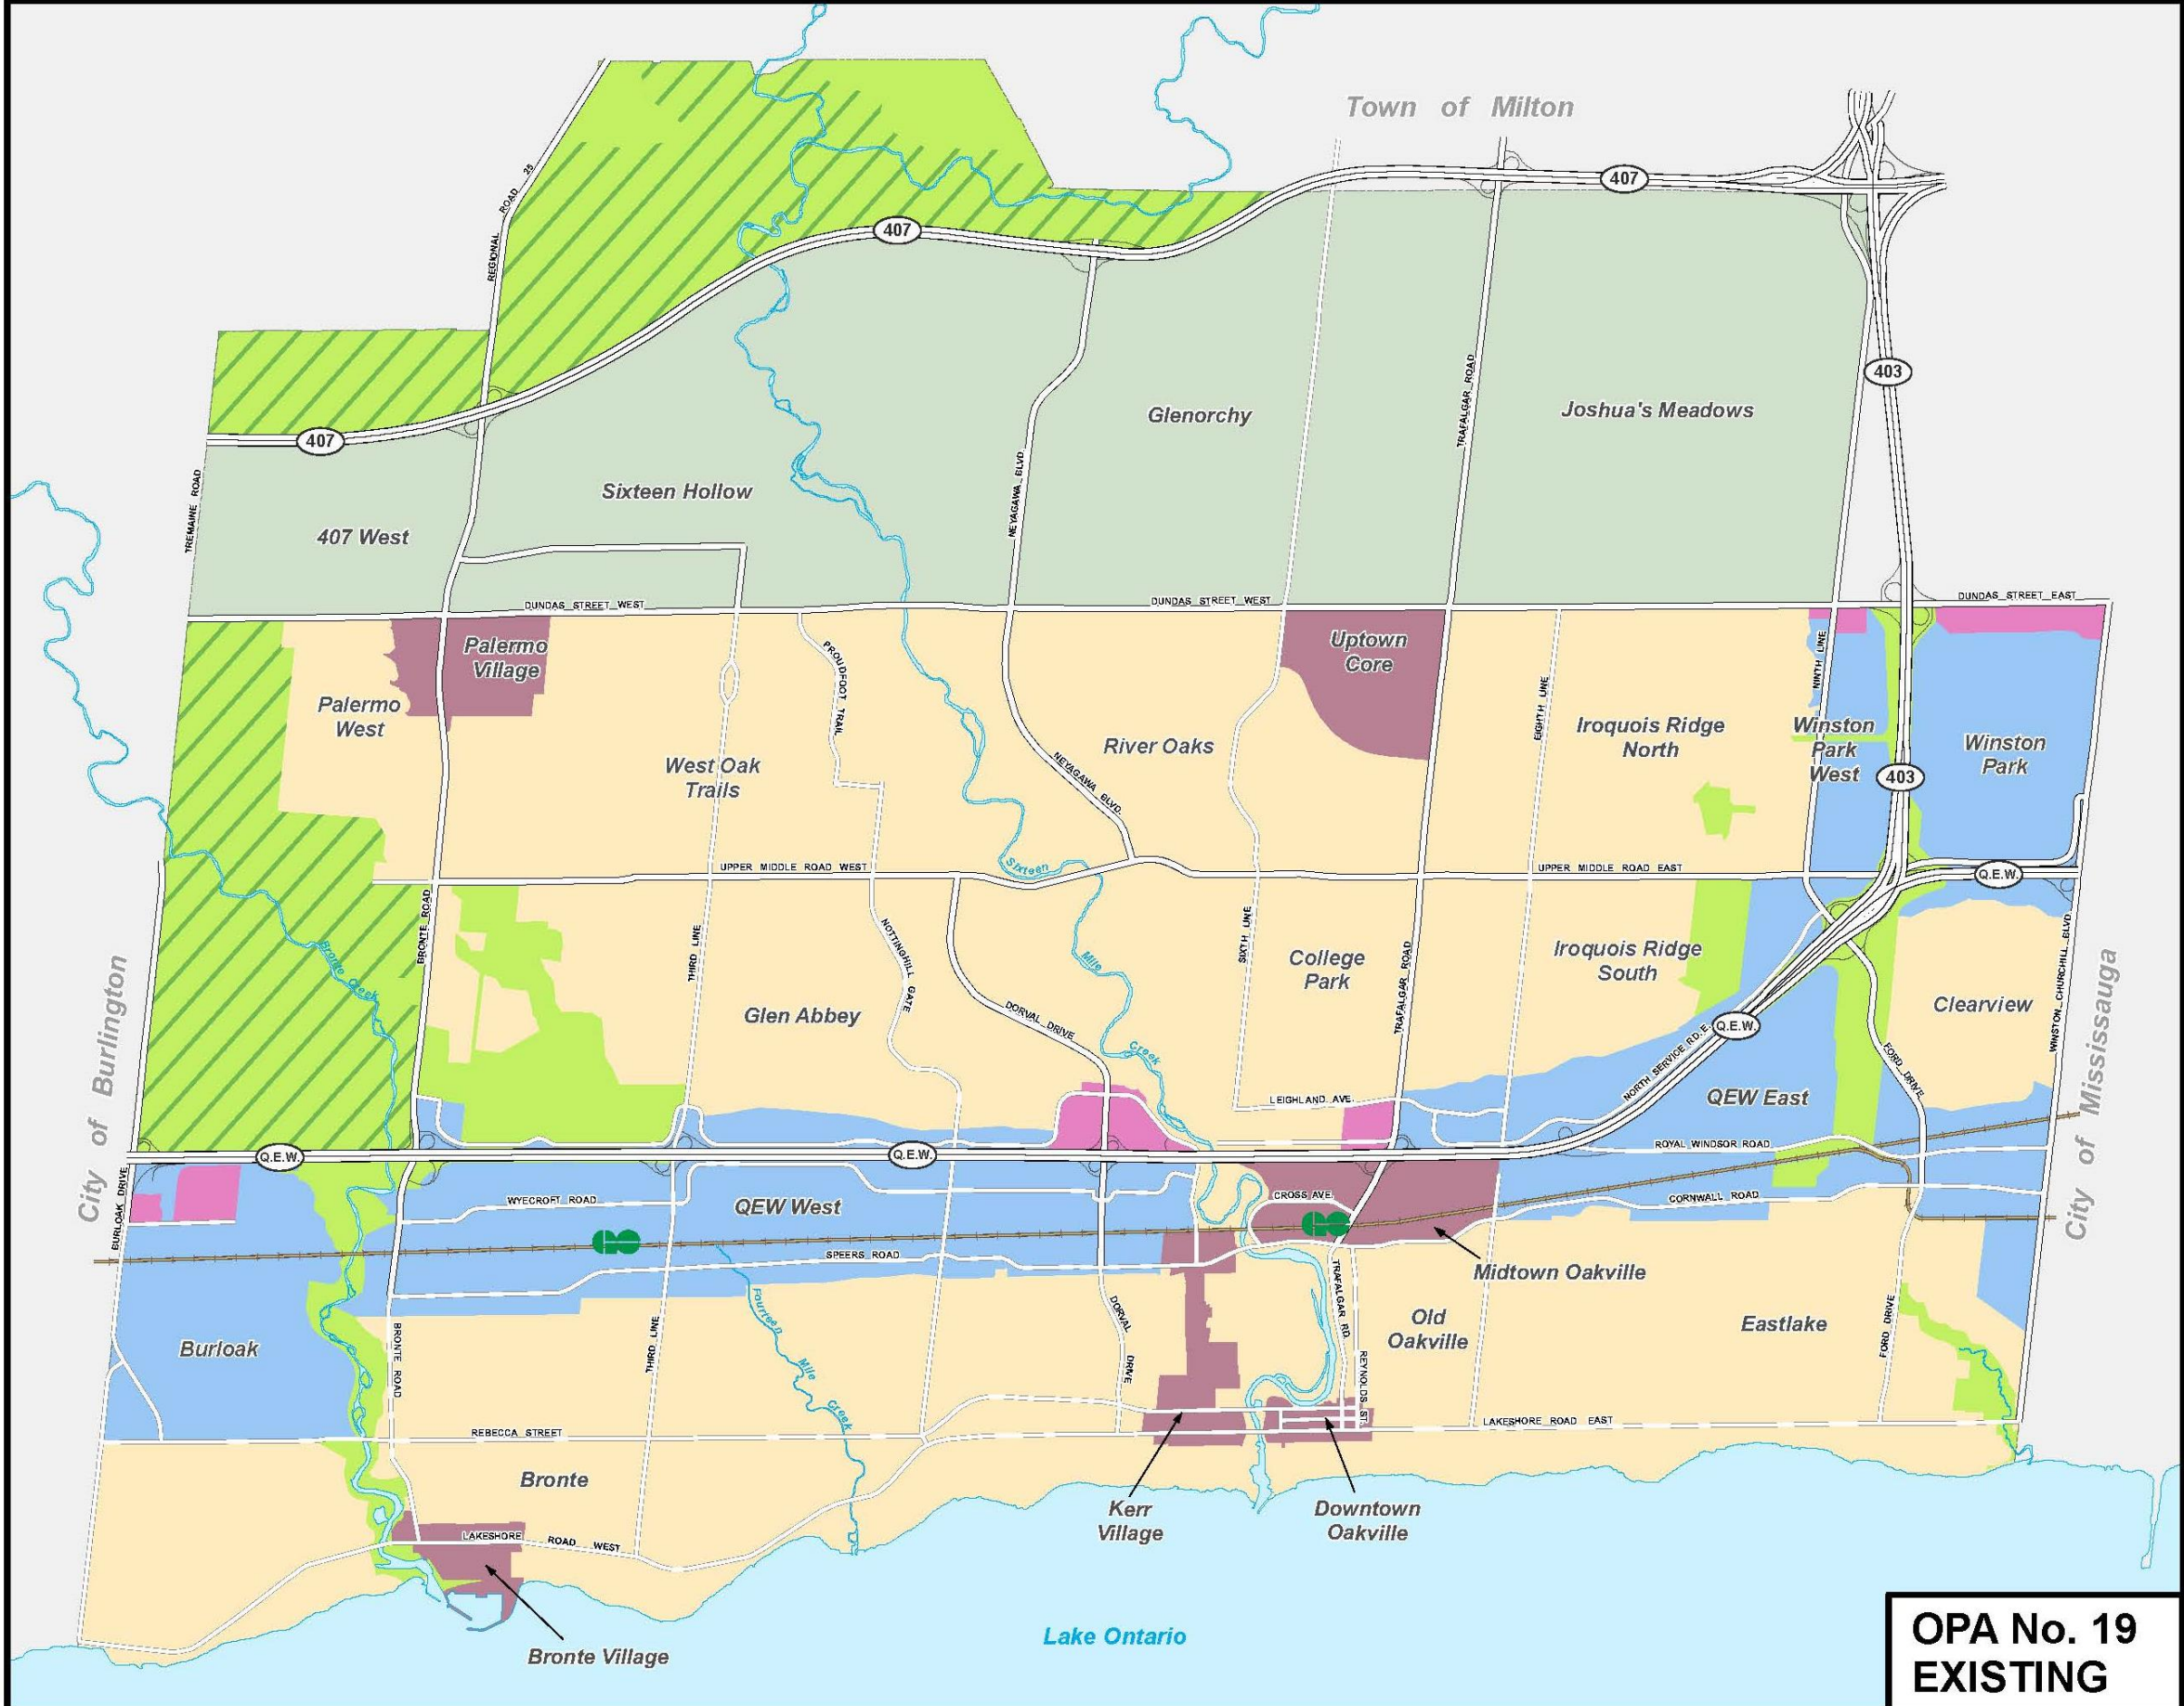 Town of Milton
REGIONAL ROAD 25
407
407
403
407
TREMAINE ROAD
TRAFALGAR ROAD
Glenorchy
Joshua's Meadows
NEYAGAWA BLVD
Sixteen Hollow
407 West
DUNDAS STREET WEST
DUNDAS STREET WEST
DUNDAS STREET EAST
Palermo
Village
Uptown
Core
NINTH LINE
PROUDFOOT TRAIL
EIGHTH LINE
Palermo
West
River Oaks
Iroquois Ridge
North
Winston
Park
West
Winston
Park
West Oak
Trails
NEYAGAWA BLVD.
403
UPPER MIDDLE ROAD WEST
Sixteen
UPPER MIDDLE ROAD EAST
Q.E.W.
BRONTE ROAD
THIRD LINE
NOTTINGHILL GATE
SIXTH LINE
TRAFALGAR ROAD
WINSTON CHURCHILL BLVD.
Bronte
Creek
Mile
Creek
College
Park
Iroquois Ridge
South
Clearview
City of Burlington
City of Mississauga
Glen Abbey
DORVAL DRIVE
Q.E.W.
NORTH SERVICE RD. E.
FORD DRIVE
QEW East
LEIGHLAND AVE.
ROYAL WINDSOR ROAD
Q.E.W.
Q.E.W.
BURLOAK DRIVE
WYECROFT ROAD
QEW West
CROSS AVE.
CORNWALL ROAD
GO
GO
SPEERS ROAD
Midtown Oakville
Fourteen
Mile
Creek
DORVAL
DRIVE
TRAFALGAR RD.
Old
Oakville
Eastlake
Burloak
BRONTE ROAD
THIRD LINE
REYNOLDS ST.
FORD DRIVE
REBECCA STREET
LAKESHORE ROAD EAST
Bronte
Kerr
Village
Downtown
Oakville
LAKESHORE ROAD WEST
Bronte Village
Lake Ontario
OPA No. 19
EXISTING